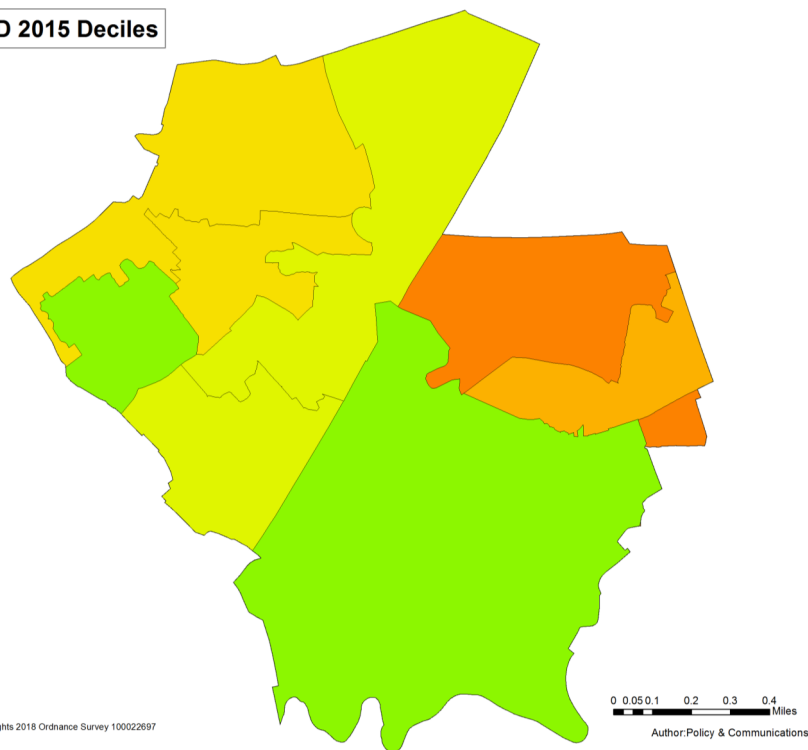 D 2015 Deciles
0 0.05 0.1 0.2 0.3 0.4
Miles
ghts 2018 Ordnance Survey 100022697
Author:Policy & Communications